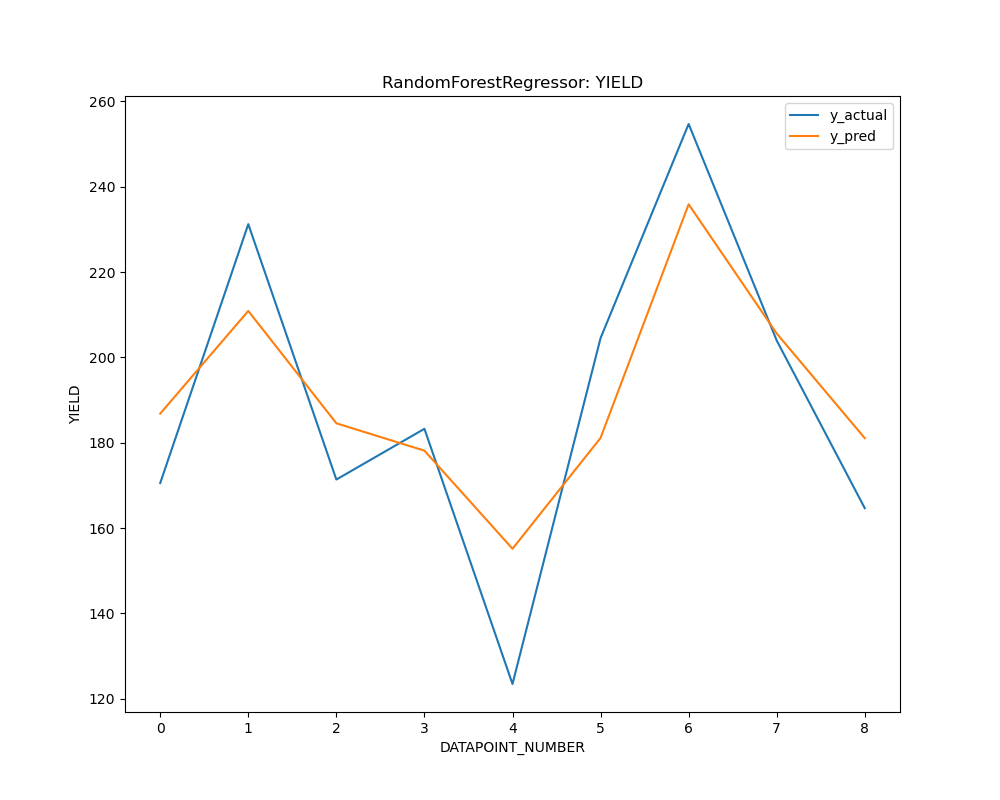 RandomForestRegressor: YIELD
y_actual
y_pred
260
240
220
200
180
160
140
120
YIELD
0 1 2 3 4 5 6 7 8
DATAPOINT_NUMBER